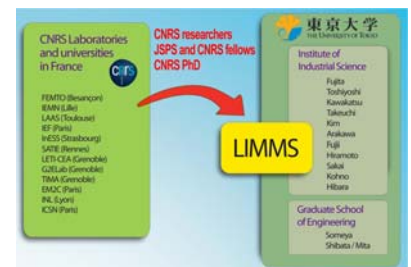 CNRS Laboratories
and universities
in France
cnrs
FEMTO (Besançon)
IEMN (Lille)
LAAS (Toulouse)
IEF (Paris)
InESS (Strasbourg)
SATIE (Rennes)
LETI-CEA (Grenoble)
G2ELab (Grenoble)
TIMA (Grenoble)
EM2C (Paris)
INL (Lyon)
ICSN (Paris)
CNRS researchers
JSPS and CNRS fellows
CNRS PhD
LIMMS
東京大学
THE UNIVERSITY OF TOKYO
Institute of
Industrial Science
Fujita
Toshiyoshi
Kawakatsu
Takeuchi
Kim
Arakawa
Fujii
Hiramoto
Sakai
Kohno
Hibara
Graduate School
of Engineering
Someya
Shibata / Mita